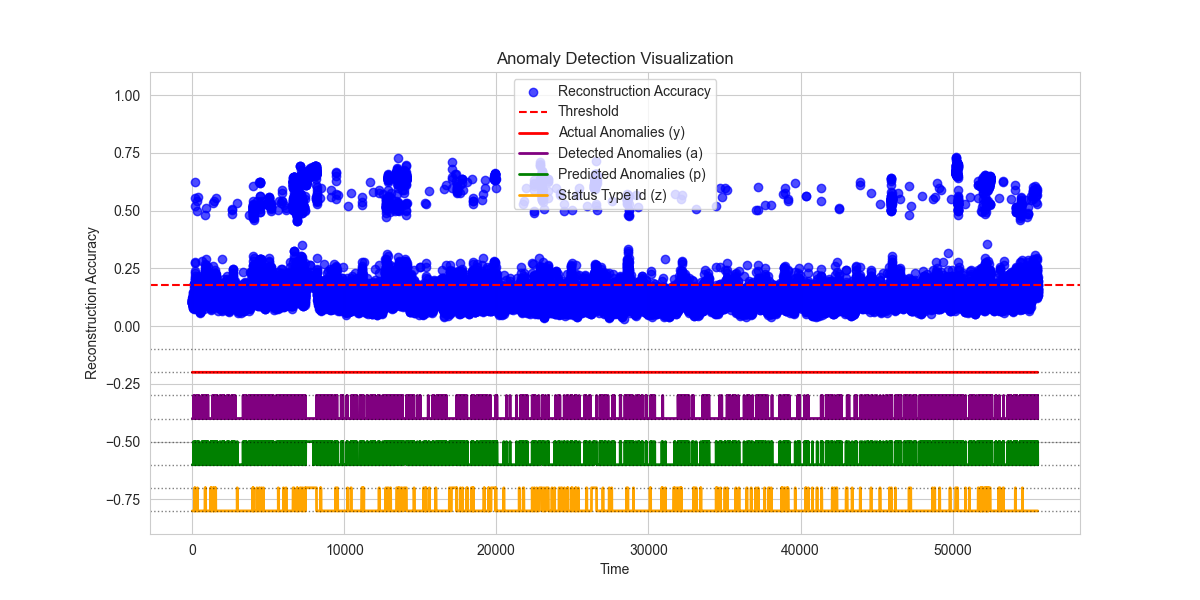 Anomaly Detection Visualization
Reconstruction Accuracy
Threshold
Actual Anomalies (y)
Detected Anomalies (a)
Predicted Anomalies (p)
Status Type Id (z)
Reconstruction Accuracy
1.00
0.75
0.50
0.25
0.00
−0.25
−0.50
−0.75
0 10000 20000 30000 40000 50000
Time